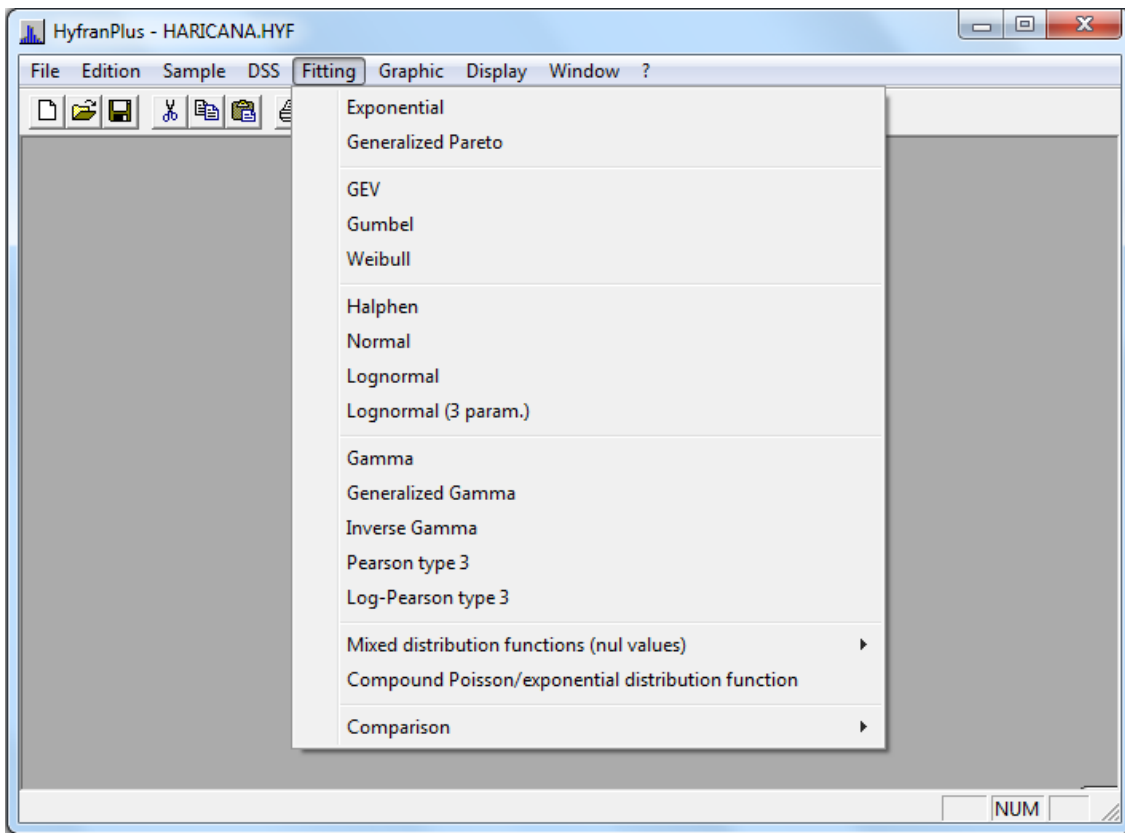 HyfranPlus - HARICANA.HYF
File Edition Sample DSS Fitting Graphic Display Window ?
Exponential
Generalized Pareto
GEV
Gumbel
Weibull
Halphen
Normal
Lognormal
Lognormal (3 param.)
Gamma
Generalized Gamma
Inverse Gamma
Pearson type 3
Log-Pearson type 3
Mixed distribution functions (nul values)
Compound Poisson/exponential distribution function
Comparison
NUM